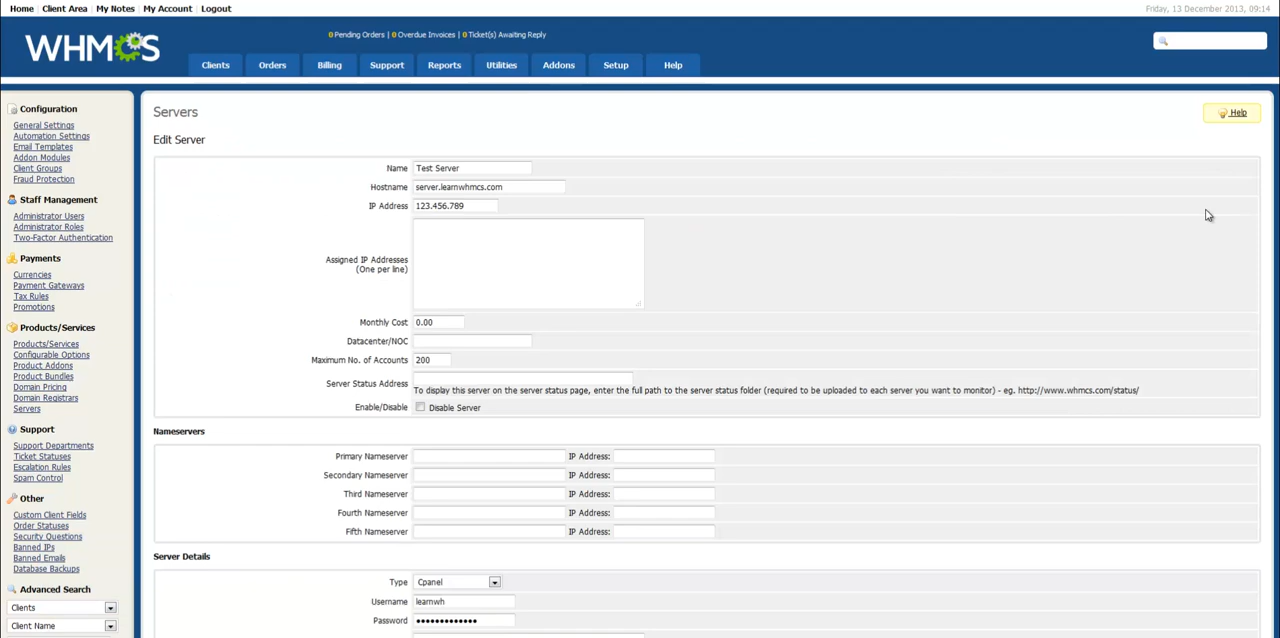 Home Client Area My Notes My Account Logout
Friday, 13 December 2013, 09:14
WHMCS
0 Pending Orders | 0 Overdue Invoices | 0 Ticket(s) Awaiting Reply
Clients Orders Billing Support Reports Utilities Addons Setup Help
Configuration
General Settings
Automation Settings
Email Templates
Addon Modules
Client Groups
Fraud Protection
Staff Management
Administrator Users
Administrator Roles
Two-Factor Authentication
Payments
Currencies
Payment Gateways
Tax Rules
Promotions
Products/Services
Products/Services
Configurable Options
Product Addons
Product Bundles
Domain Pricing
Domain Registrars
Servers
Support
Support Departments
Ticket Statuses
Escalation Rules
Spam Control
Other
Custom Client Fields
Order Statuses
Security Questions
Banned IPs
Banned Emails
Database Backups
Advanced Search
Clients
Client Name
Servers
Help
Edit Server
Name Test Server
Hostname server.learnwhmcs.com
IP Address 123.456.789
Assigned IP Addresses
(One per line)
Monthly Cost 0.00
Datacenter/NOC
Maximum No. of Accounts 200
Server Status Address
To display this server on the server status page, enter the full path to the server status folder (required to be uploaded to each server you want to monitor) - eg. http://www.whmcs.com/status/
Enable/Disable Disable Server
Nameservers
Primary Nameserver IP Address:
Secondary Nameserver IP Address:
Third Nameserver IP Address:
Fourth Nameserver IP Address:
Fifth Nameserver IP Address:
Server Details
Type Cpanel
Username learnwh
Password •••••••••••••